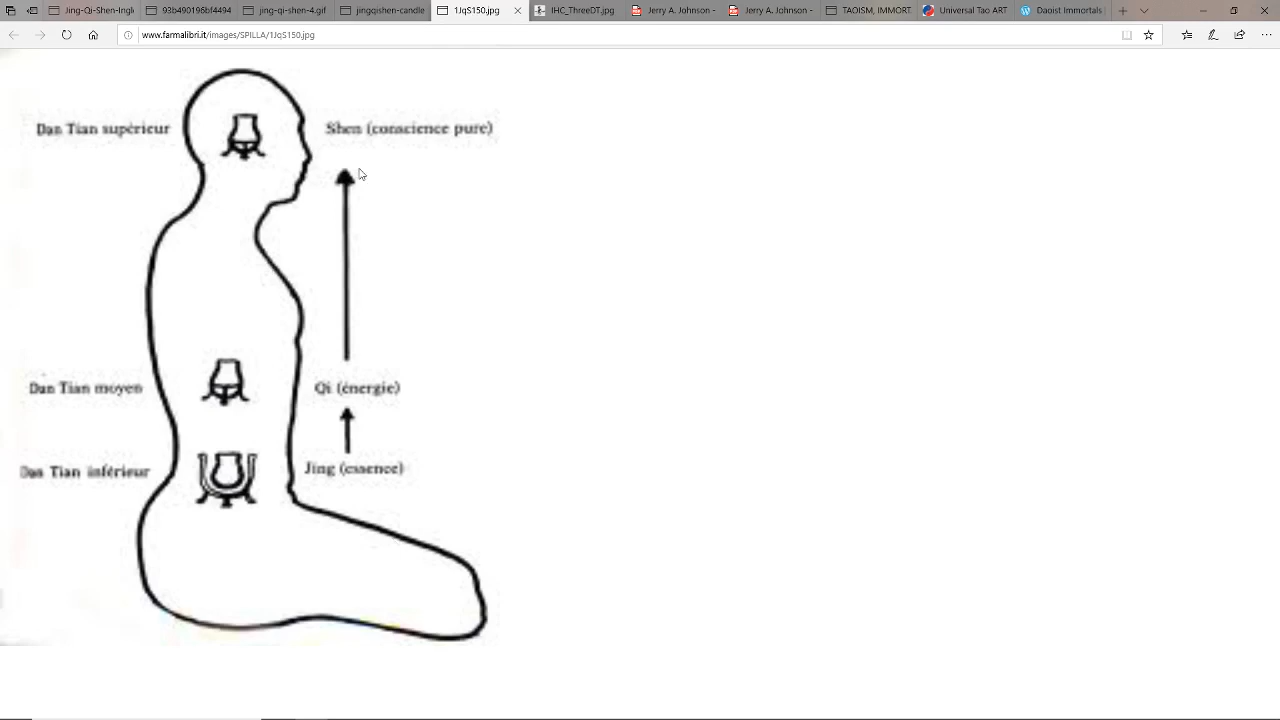 Jing-Qi-Shen-Ingl
93b490196bf4494
jing-qi-shen-4.gif
jingqishen-candle
1JqS150.jpg
IHC_ThreeDT.jpg
Jerry A. Johnson -
Jerry A. Johnson -
TAOISM, IMMORT
Universal Tao ART
Daoist Immortals
www.farmalibri.it/images/SPILLA/1JqS150.jpg
Dan Tian supérieur
Shen (conscience pure)
Dan Tian moyen
Qi (énergie)
Dan Tian inférieur
Jing (essence)